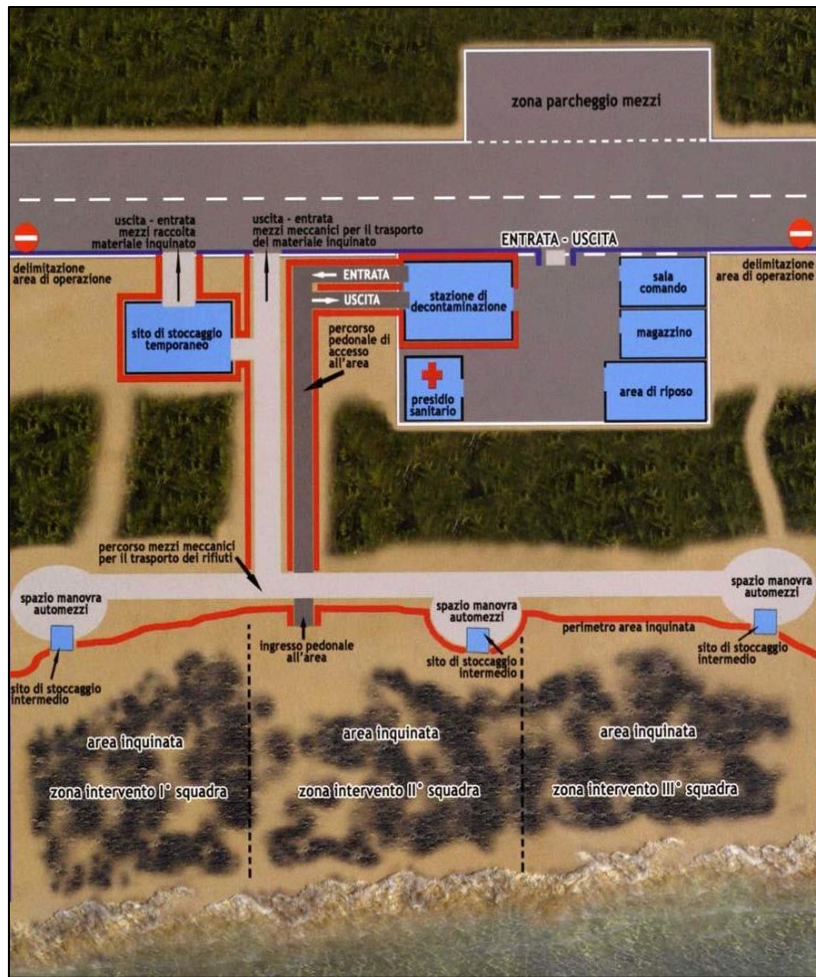 zona parcheggio mezzi
uscita - entrata
mezzi raccolta
materiale inquinato
uscita - entrata
mezzi meccanici per il trasporto
del materiale inquinato
ENTRATA - USCITA
delimitazione
area di operazione
delimitazione
area di operazione
ENTRATA
USCITA
stazione di
decontaminazione
sala
comando
magazzino
area di riposo
sito di stoccaggio
temporaneo
percorso
pedonale di
accesso
all'area
presidio
sanitario
percorso mezzi meccanici
per il trasporto dei rifiuti
spazio manovra
automezzi
spazio manovra
automezzi
spazio manovra
automezzi
perimetro area inquinata
ingresso pedonale
all'area
sito di stoccaggio
intermedio
sito di stoccaggio
intermedio
sito di stoccaggio
intermedio
area inquinata
area inquinata
area inquinata
zona intervento I° squadra
zona intervento II° squadra
zona intervento III° squadra